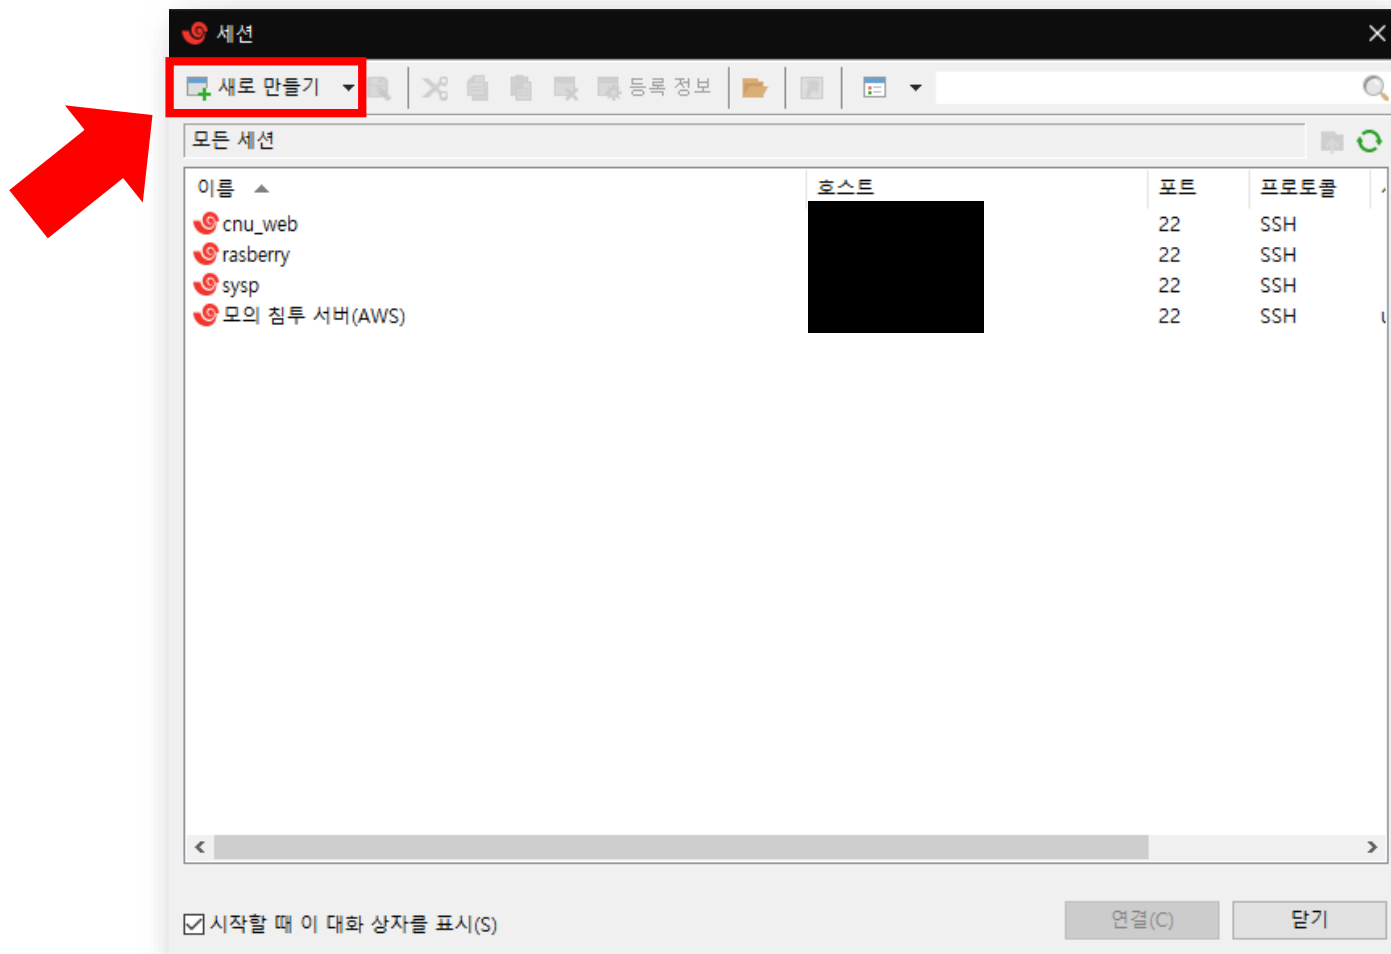 세션
새로 만들기 등록 정보
모든 세션
이름 호스트 포트 프로토콜
cnu_web 22 SSH
rasberry 22 SSH
sysp 22 SSH
모의 침투 서버(AWS) 22 SSH
시작할 때 이 대화 상자를 표시(S) 연결(C) 닫기